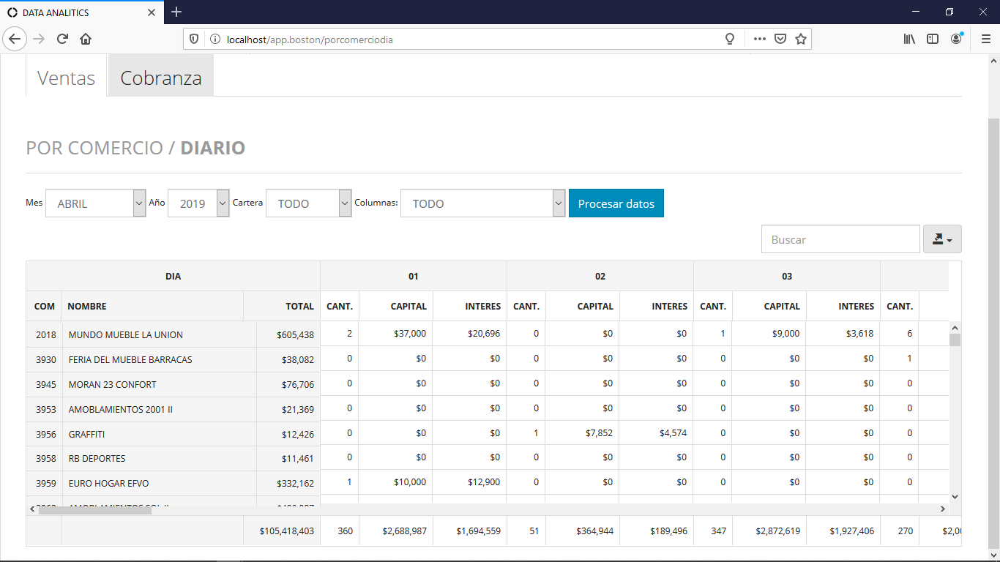 DATA ANALITICS
localhost/app.boston/porcomerciodia
Ventas Cobranza
POR COMERCIO / DIARIO
Mes ABRIL Año 2019 Cartera TODO Columnas: TODO Procesar datos
Buscar
DIA 01 02 03
COM NOMBRE TOTAL CANT. CAPITAL INTERES CANT. CAPITAL INTERES CANT. CAPITAL INTERES CANT.
2018 MUNDO MUEBLE LA UNION $605,438 2 $37,000 $20,696 0 $0 $0 1 $9,000 $3,618 6
3930 FERIA DEL MUEBLE BARRACAS $38,082 0 $0 $0 0 $0 $0 0 $0 $0 1
3945 MORAN 23 CONFORT $76,706 0 $0 $0 0 $0 $0 0 $0 $0 0
3953 AMOBLAMIENTOS 2001 II $21,369 0 $0 $0 0 $0 $0 0 $0 $0 0
3956 GRAFFITI $12,426 0 $0 $0 1 $7,852 $4,574 0 $0 $0 0
3958 RB DEPORTES $11,461 0 $0 $0 0 $0 $0 0 $0 $0 0
3959 EURO HOGAR EFVO $332,162 1 $10,000 $12,900 0 $0 $0 0 $0 $0 0
$105,418,403 360 $2,688,987 $1,694,559 51 $364,944 $189,496 347 $2,872,619 $1,927,406 270